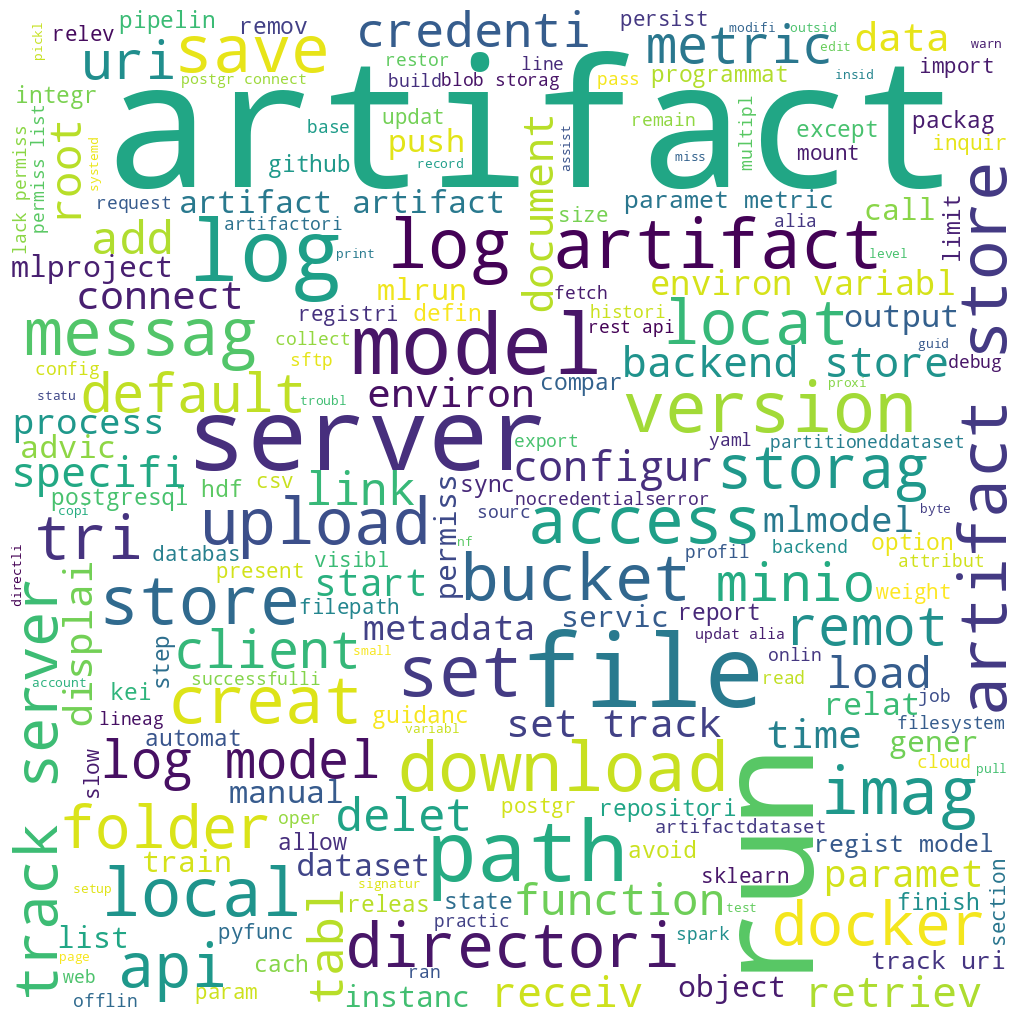 pickl
relev
pipelin
remov
credenti
persist
modifi
outsid
warn
uri
save
restor
line
metric
edit
data
postgr connect
build
blob storag
pass
programmat
insid
import
integr
artifact
lack permiss
permiss list
root
systemd
base
updat
push
document
assist
remain
miss
multipl
except
mount
packag
inquir
github
record
request
artifact artifact
artifactori
size
paramet metric
alia
call
limit
store
add
log
print
log artifact
level
mlproject
connect
mlrun
fetch
environ variabl
registri
defin
histori
rest api
messag
collect
sftp
model
locat
output
guid
config
statu
default
troubl
environ
compar
backend store
debug
proxi
process
server
version
advic
export
yaml
partitioneddataset
specifi
postgresql
hdf
csv
link
sync
configur
nocredentialserror
storag
copi
tri
upload
permiss
sourc
access
mlmodel
byte
directli
databas
visibl
nf
profil
backend
option
attribut
track server
displai
present
start
bucket
minio
weight
artifact store
store
filepath
servic
report
step
client
small
metadata
updat alia
remot
account
kei
successfulli
set
file
onlin
read
load
job
creat
lineag
guidanc
variabl
set track
relat
filesystem
automat
time
gener
cloud
pull
slow
log model
manual
download
run
imag
folder
oper
delet
postgr
repositori
artifactdataset
allow
train
dataset
path
avoid
regist model
setup
local
signatur
releas
state
practic
function
sklearn
test
paramet
finish
section
list
pyfunc
tabl
directori
spark
docker
page
web
api
cach
ran
track uri
offlin
param
instanc
receiv
object
retriev